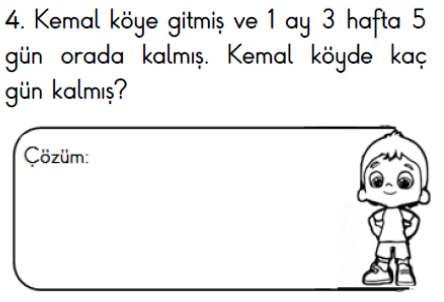 4. Kemal köye gitmiş ve 1 ay 3 hafta 5
gün orada kalmış. Kemal köyde kaç
gün kalmış?
Çözüm: